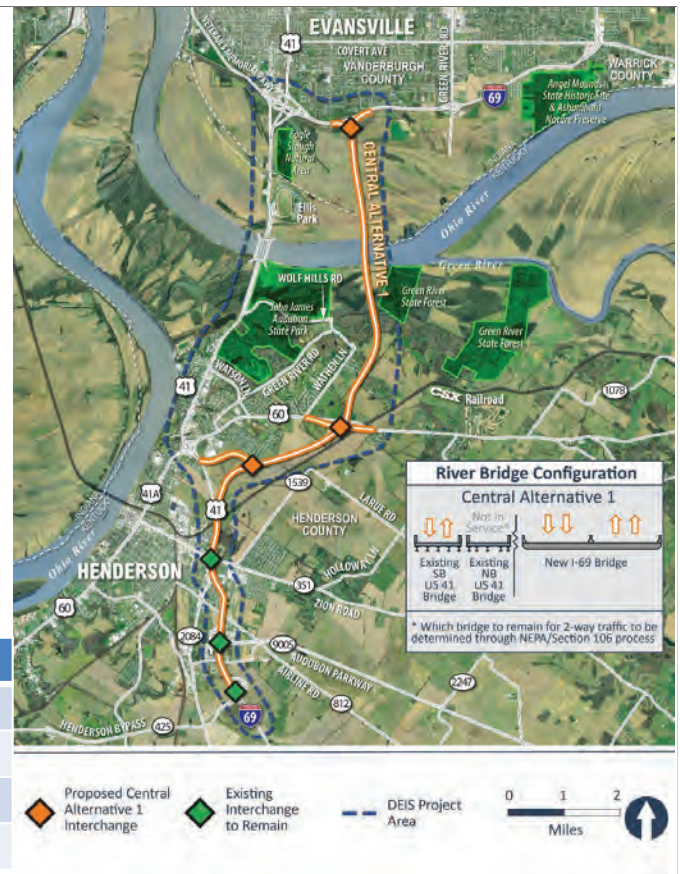 EVANSVILLE
41
COVERT AVE
VETERANS MEMORIAL PKWY
VANDERBURGH
COUNTY
GREEN RIVER RD
WARRICK
COUNTY
69
Angel Mounds
State Historic Site
& Ashumbala
Nature Preserve
INDIANA
KENTUCKY
Eagle
Slough
Natural
Area
CENTRAL ALTERNATIVE 1
Ellis
Park
Ohio River
Green River
WOLF HILLS RD
John James
Audubon
State Park
Green River
State Forest
Green River
State Forest
WATSON LN
GREEN RIVER RD
WATHEN LN
41
60
CSX Railroad
1078
41A
41
1539
LARUE RD
HENDERSON
COUNTY
INDIANA
KENTUCKY
Ohio River
HENDERSON
351
HOLLOWAY LN
ZION ROAD
60
2084
9005
AUDUBON PARKWAY
AIRLINE RD
812
2247
69
HENDERSON BYPASS
425
River Bridge Configuration
Central Alternative 1
Not in
Service*
Existing
SB
US 41
Bridge
Existing
NB
US 41
Bridge
New I-69 Bridge
* Which bridge to remain for 2-way traffic to be
determined through NEPA/Section 106 process
Proposed Central
Alternative 1
Interchange
Existing
Interchange
to Remain
DEIS Project
Area
0 1 2
Miles